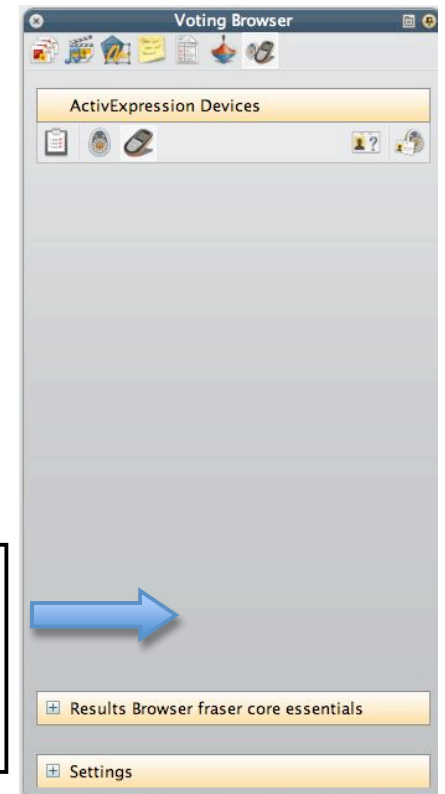 Voting Browser
ActivExpression Devices
Results Browser fraser core essentials
Settings